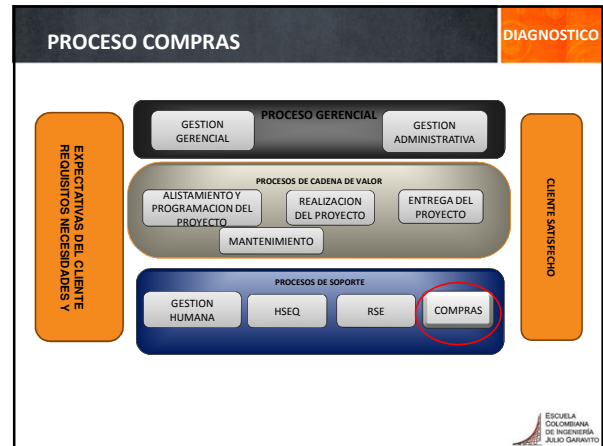 PROCESO COMPRAS
DIAGNOSTICO
EXPECTATIVAS DEL CLIENTE
REQUISITOS NECESIDADES Y
PROCESO GERENCIAL
GESTION
GERENCIAL
GESTION
ADMINISTRATIVA
PROCESOS DE CADENA DE VALOR
ALISTAMIENTO Y
PROGRAMACION DEL
PROYECTO
REALIZACION
DEL PROYECTO
ENTREGA DEL
PROYECTO
MANTENIMIENTO
PROCESOS DE SOPORTE
GESTION
HUMANA
HSEQ
RSE
COMPRAS
CLIENTE SATISFECHO
ESCUELA
COLOMBIANA
DE INGENIERÍA
JULIO GARAVITO